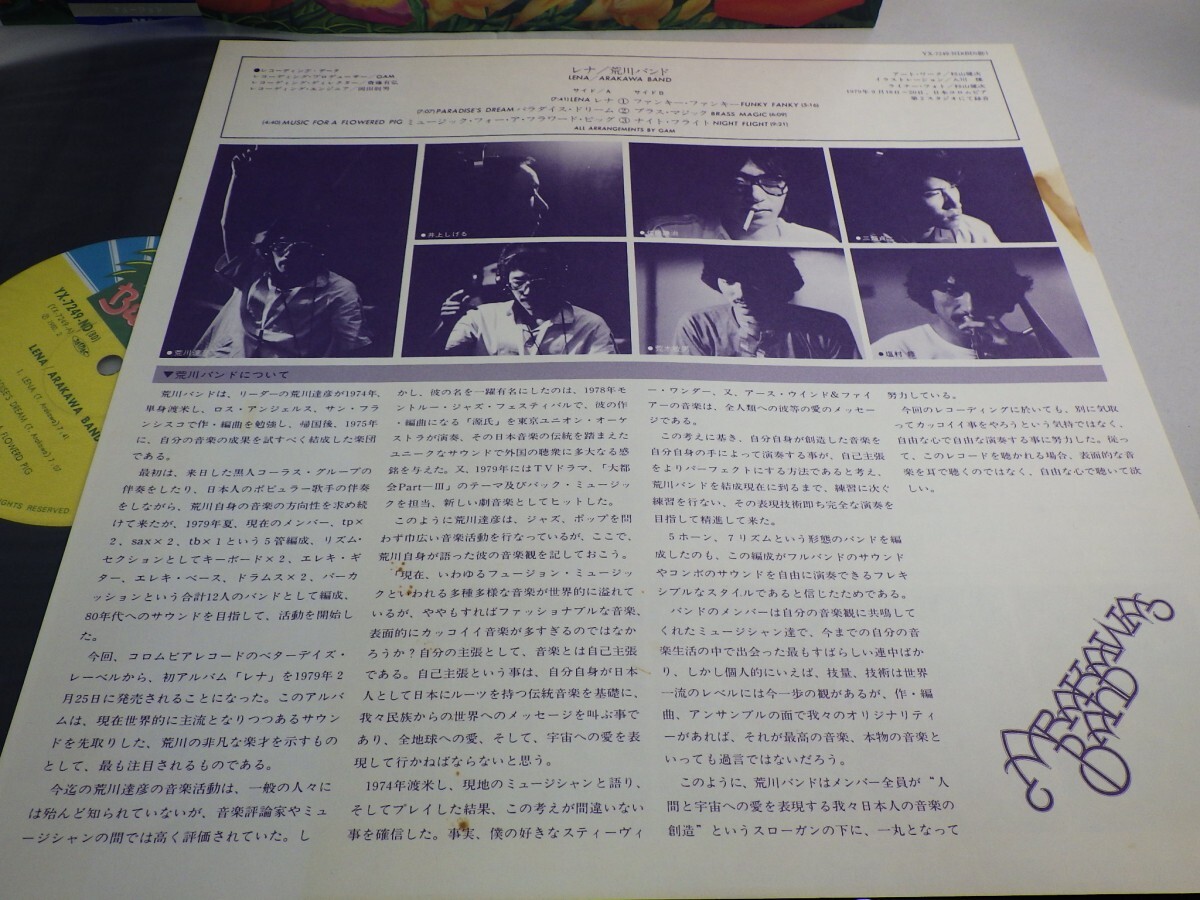 レナ/荒川バンド
LENA/ARAKAWA BAND
●レコーディング・データ
レコーディング・プロデューサー/GAM
アート・ワーク/杉山雄次
サイド/A サイド/B
(7:41)LENA レナ ① ファンキー・ファンキー FUNKY FANKY (5:16)
(7:07)PARADISE'S DREAM パラダイス・ドリーム ② ブラス・マジック BRASS MAGIC (6:09)
(4:40)MUSIC FOR A FLOWERED PIG ミュージック・フォー・ア・フラワード・ピッグ ③ ナイト・フライト NIGHT FLIGHT (9:21)
ALL ARRANGEMENTS BY GAM
●井上しげる
●塩村 修
▼荒川バンドについて
荒川バンドは、リーダーの荒川達彦が1974年、
単身渡米し、ロス・アンジェルス、サン・フラ
ンシスコで作・編曲を勉強し、帰国後、1975年
に、自分の音楽の成果を試すべく結成した楽団
である。
最初は、来日した黒人コーラス・グループの
伴奏をしたり、日本人のポピュラー歌手の伴奏
をしながら、荒川自身の音楽の方向性を求め続
けて来たが、1979年夏、現在のメンバー、tp×
2、sax×2、tb×1という5管編成、リズム・
セクションとしてキーボード×2、エレキ・ギ
ター、エレキ・ベース、ドラムス×2、パーカ
ッションという合計12人のバンドとして編成、
80年代へのサウンドを目指して、活動を開始し
た。
今回、コロムビアレコードのベターデイズ・
レーベルから、初アルバム「レナ」を1979年2
月25日に発売されることになった。このアルバ
ムは、現在世界的に主流となりつつあるサウン
ドを先取りした、荒川の非凡な楽才を示すもの
として、最も注目されるものである。
今迄の荒川達彦の音楽活動は、一般の人々に
は殆んど知られていないが、音楽評論家やミュ
ージシャンの間では高く評価されていた。し
かし、彼の名を一躍有名にしたのは、1978年モ
ントルー・ジャズ・フェスティバルで、彼の作
・編曲になる「源氏」を東京ユニオン・オーケ
ストラが演奏、その日本音楽の伝統を踏まえた
ユニークなサウンドで外国の聴衆に多大なる感
銘を与えた。又、1979年にはTVドラマ、「大都
会Part−III」のテーマ及びバック・ミュージッ
クを担当、新しい劇音楽としてヒットした。
このように荒川達彦は、ジャズ、ポップを問
わず巾広い音楽活動を行なっているが、ここで、
荒川自身が語った彼の音楽観を記しておこう。
「現在、いわゆるフュージョン・ミュージッ
クといわれる多種多様な音楽が世界的に溢れて
いるが、ややもすればファッショナブルな音楽、
表面的にカッコイイ音楽が多すぎるのではなか
ろうか?自分の主張として、音楽とは自己主張
である。自己主張という事は、自分自身が日本
人として日本にルーツを持つ伝統音楽を基礎に、
我々民族からの世界へのメッセージを叫ぶ事で
あり、全地球への愛、そして、宇宙への愛を表
現して行かねばならないと思う。
1974年渡米し、現地のミュージシャンと語り、
そしてプレイした結果、この考えが間違いない
事を確信した。事実、僕の好きなスティーヴィ
ー・ワンダー、又、アース・ウインド&ファイ
アーの音楽は、全人類への彼等の愛のメッセー
ジである。
この考えに基き、自分自身が創造した音楽を
自分自身の手によって演奏する事が、自己主張
をよりパーフェクトにする方法であると考え、
荒川バンドを結成現在に到るまで、練習に次ぐ
練習を行ない、その表現技術即ち完全な演奏を
目指して精進して来た。
5ホーン、7リズムという形態のバンドを編
成したのも、この編成がフルバンドのサウンド
やコンボのサウンドを自由に演奏できるフレキ
シブルなスタイルであると信じたためである。
バンドのメンバーは自分の音楽観に共鳴して
くれたミュージシャン達で、今までの自分の音
楽生活の中で出会った最もすばらしい連中ばか
り、しかし個人的にいえば、技量、技術は世界
一流のレベルには今一歩の観があるが、作・編
曲、アンサンブルの面で我々のオリジナリティ
ーがあれば、それが最高の音楽、本物の音楽と
いっても過言ではないだろう。
このように、荒川バンドはメンバー全員が“人
間と宇宙への愛を表現する我々日本人の音楽の
創造”というスローガンの下に、一丸となって
努力している。
今回のレコーディングに於いても、別に気取
ってカッコイイ事をやろうという気持ではなく、
自由な心で自由な演奏する事に努力した。従っ
て、このレコードを聴かれる場合、表面的な音
楽を耳で聴くのではなく、自由な心で聴いて欲
しい。
ARAKAWA
BAND
YX-7249-ND(10)
LENA/ARAKAWA BAND
1. LENA